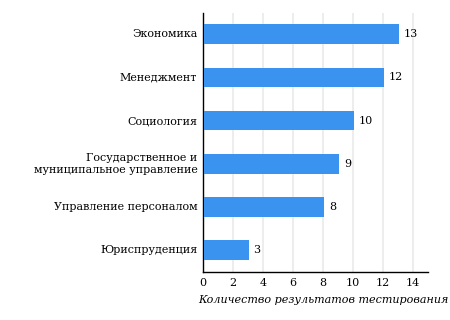 Экономика
13
Менеджмент
12
Социология
10
Государственное и
муниципальное управление
9
Управление персоналом
8
Юриспруденция
3
0 2 4 6 8 10 12 14
Количество результатов тестирования